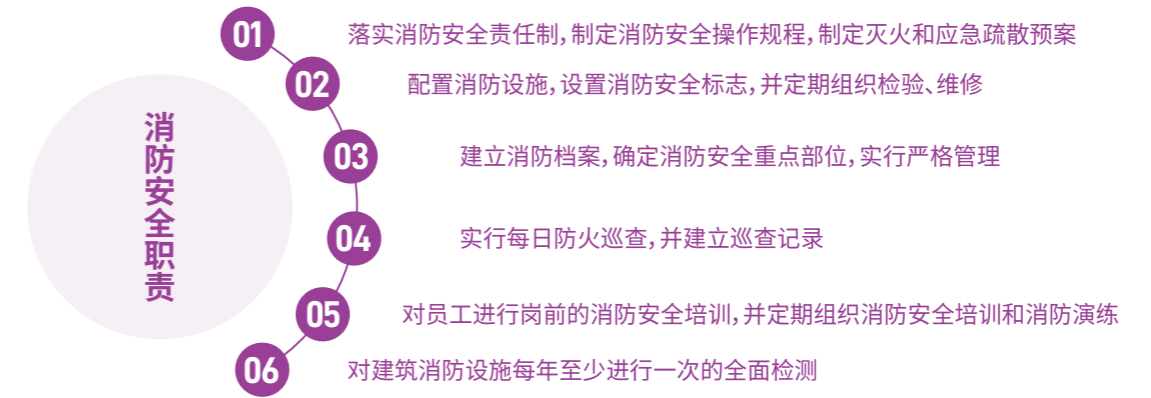 消防安全职责
01
落实消防安全责任制，制定消防安全操作规程，制定灭火和应急疏散预案
02
配置消防设施，设置消防安全标志，并定期组织检验、维修
03
建立消防档案，确定消防安全重点部位，实行严格管理
04
实行每日防火巡查，并建立巡查记录
05
对员工进行岗前的消防安全培训，并定期组织消防安全培训和消防演练
06
对建筑消防设施每年至少进行一次的全面检测